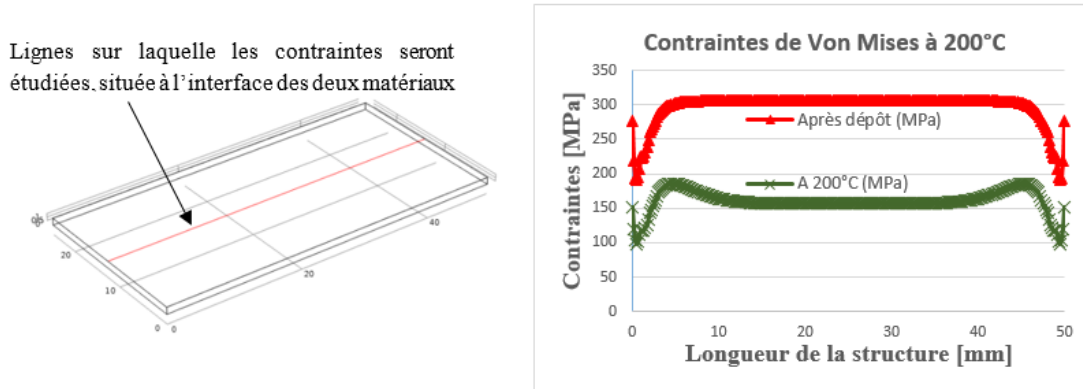 Lignes sur laquelle les contraintes seront
étudiées, située à l'interface des deux matériaux
20
10
0
0
20
40
Contraintes de Von Mises à 200°C
Contraintes [MPa]
350
300
250
200
150
100
50
0
Après dépôt (MPa)
A 200°C (MPa)
0
10
20
30
40
50
Longueur de la structure [mm]